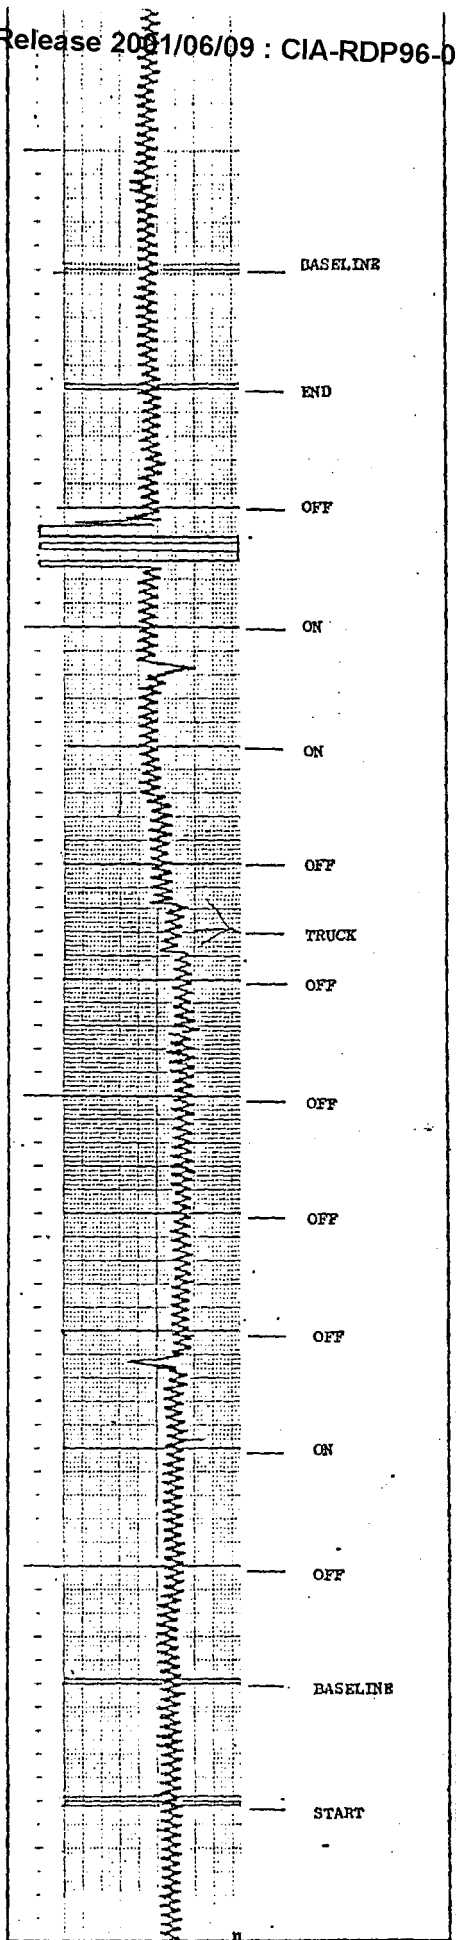 Release 2001/06/09 : CIA-RDP96-0
BASELINE
END
OFF
ON
ON
OFF
TRUCK
OFF
OFF
OFF
OFF
ON
OFF
BASELINE
START